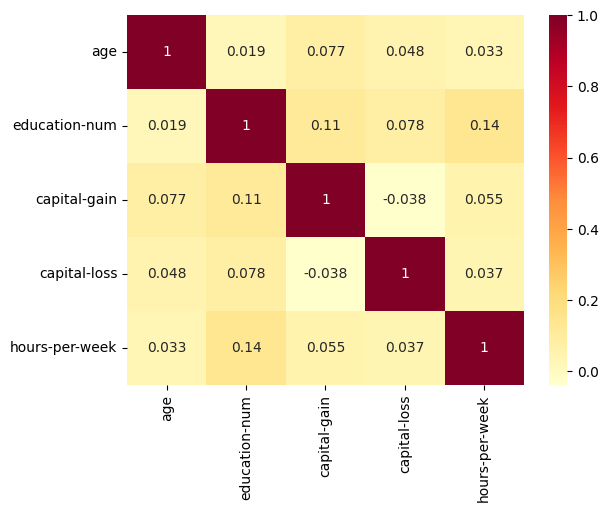 age 1 0.019 0.077 0.048 0.033
education-num 0.019 1 0.11 0.078 0.14
capital-gain 0.077 0.11 1 -0.038 0.055
capital-loss 0.048 0.078 -0.038 1 0.037
hours-per-week 0.033 0.14 0.055 0.037 1
age education-num capital-gain capital-loss hours-per-week
1.0
0.8
0.6
0.4
0.2
0.0